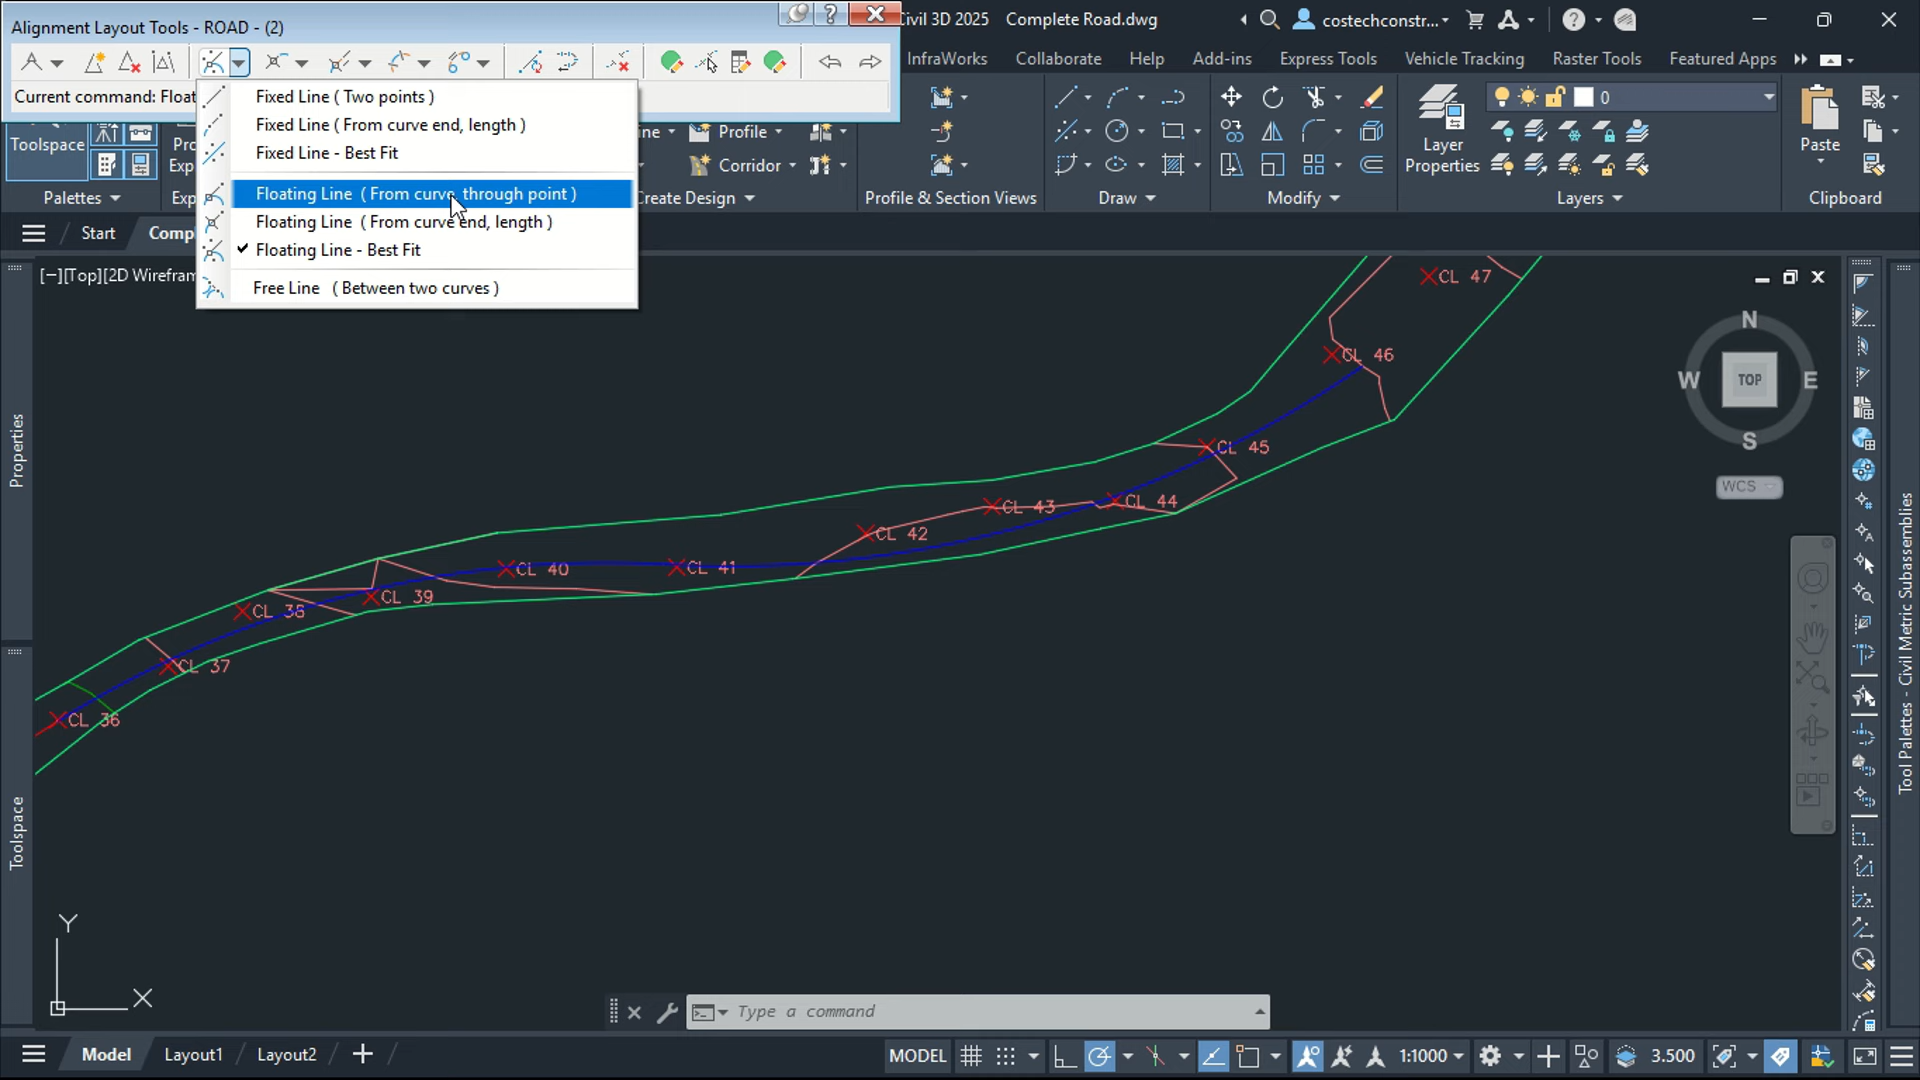 Alignment Layout Tools - ROAD - (2)
Civil 3D 2025 Complete Road.dwg
costechconstr...
Current command: Float
InfraWorks Collaborate Help Add-ins Express Tools Vehicle Tracking Raster Tools Featured Apps
Fixed Line ( Two points )
Fixed Line ( From curve end, length )
Fixed Line - Best Fit
Floating Line ( From curve, through point )
Floating Line ( From curve end, length )
Floating Line - Best Fit
Free Line ( Between two curves )
0
Toolspace
Profile
Corridor
Layer
Properties
Paste
Palettes
Create Design
Profile & Section Views
Draw
Modify
Layers
Clipboard
Start
[−][Top][2D Wirefram
Properties
Toolspace
CL 47
CL 46
CL 45
CL 44
CL 43
CL 42
CL 41
CL 40
CL 39
CL 38
CL 37
CL 36
N
W TOP E
S
WCS
Tool Palettes - Civil Metric Subassemblies
Y
X
Type a command
Model Layout1 Layout2
MODEL
1:1000
3.500